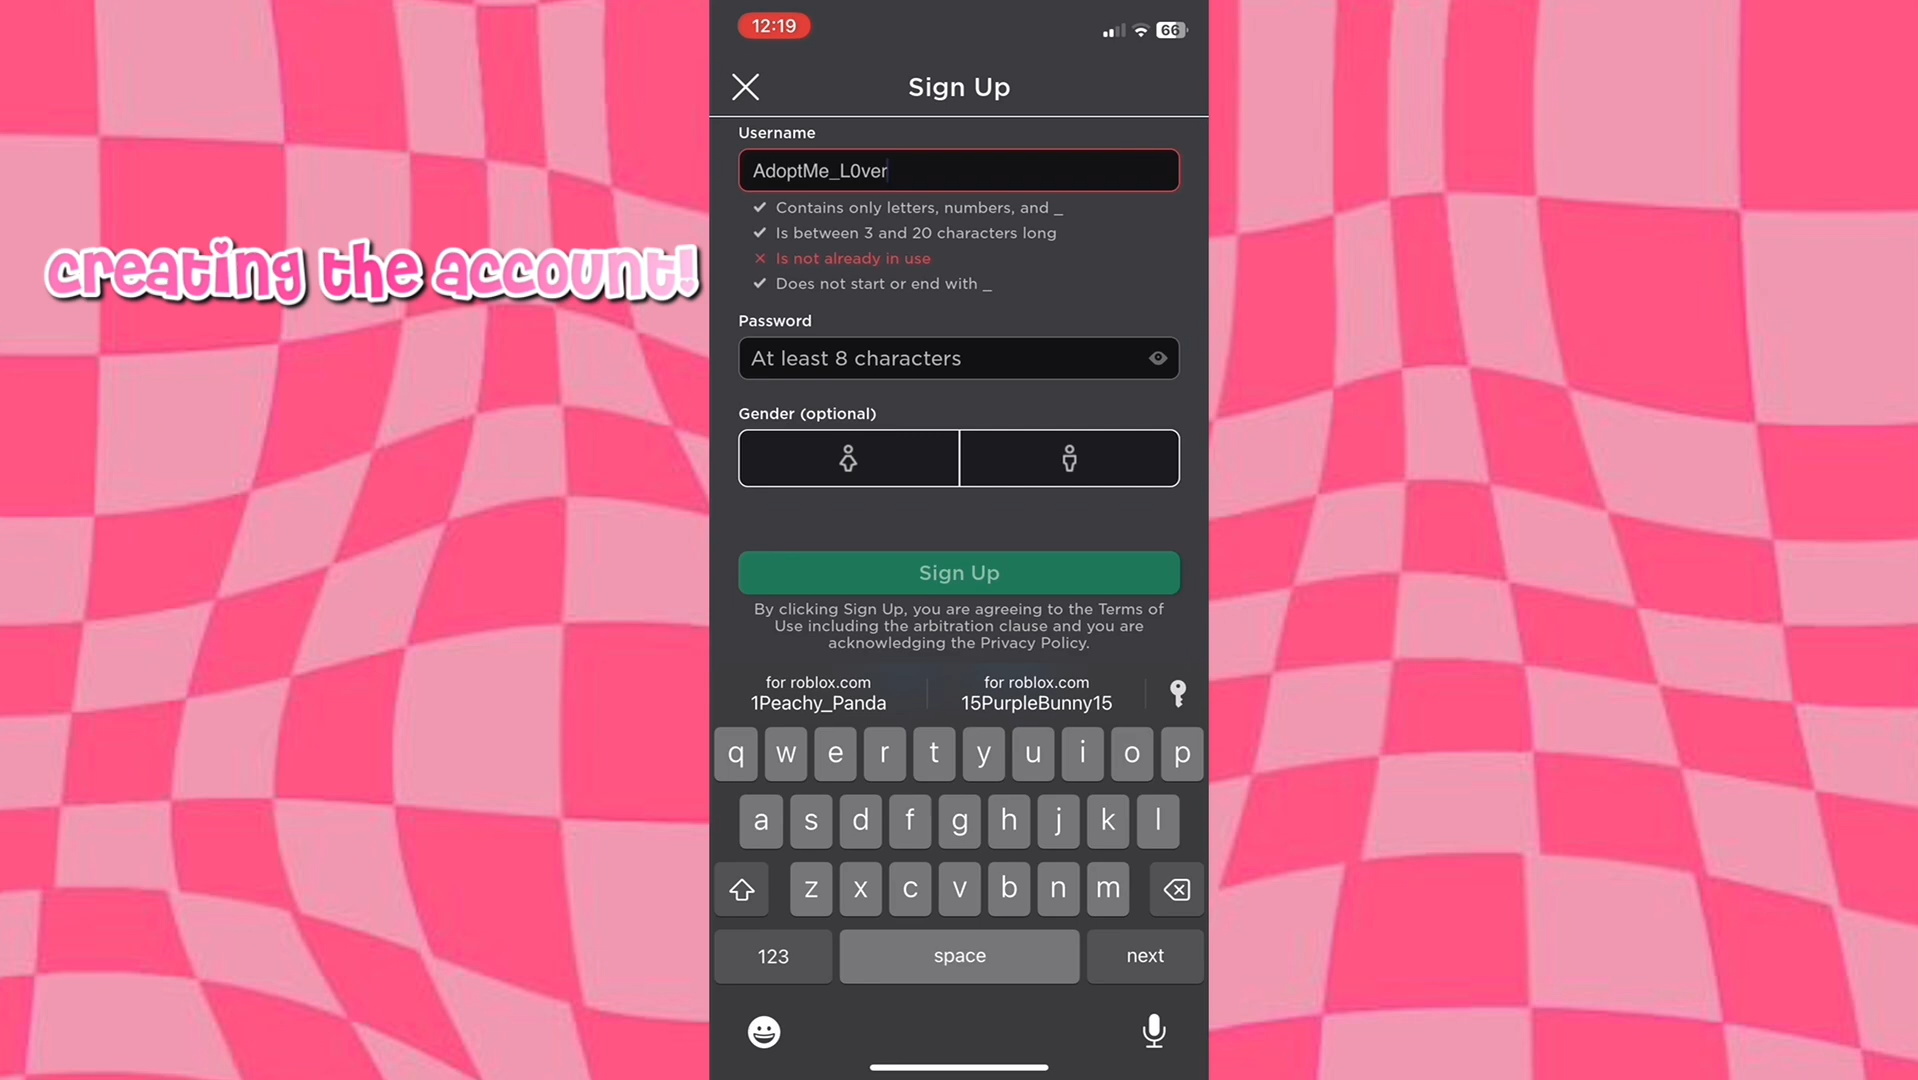 creating the account!
12:19
66
Sign Up
Username
AdoptMe_L0ver
Contains only letters, numbers, and _
Is between 3 and 20 characters long
Is not already in use
Does not start or end with _
Password
At least 8 characters
Gender (optional)
Sign Up
By clicking Sign Up, you are agreeing to the Terms of
Use including the arbitration clause and you are
acknowledging the Privacy Policy.
for roblox.com
1Peachy_Panda
for roblox.com
15PurpleBunny15
q w e r t y u i o p
a s d f g h j k l
z x c v b n m
123 space next